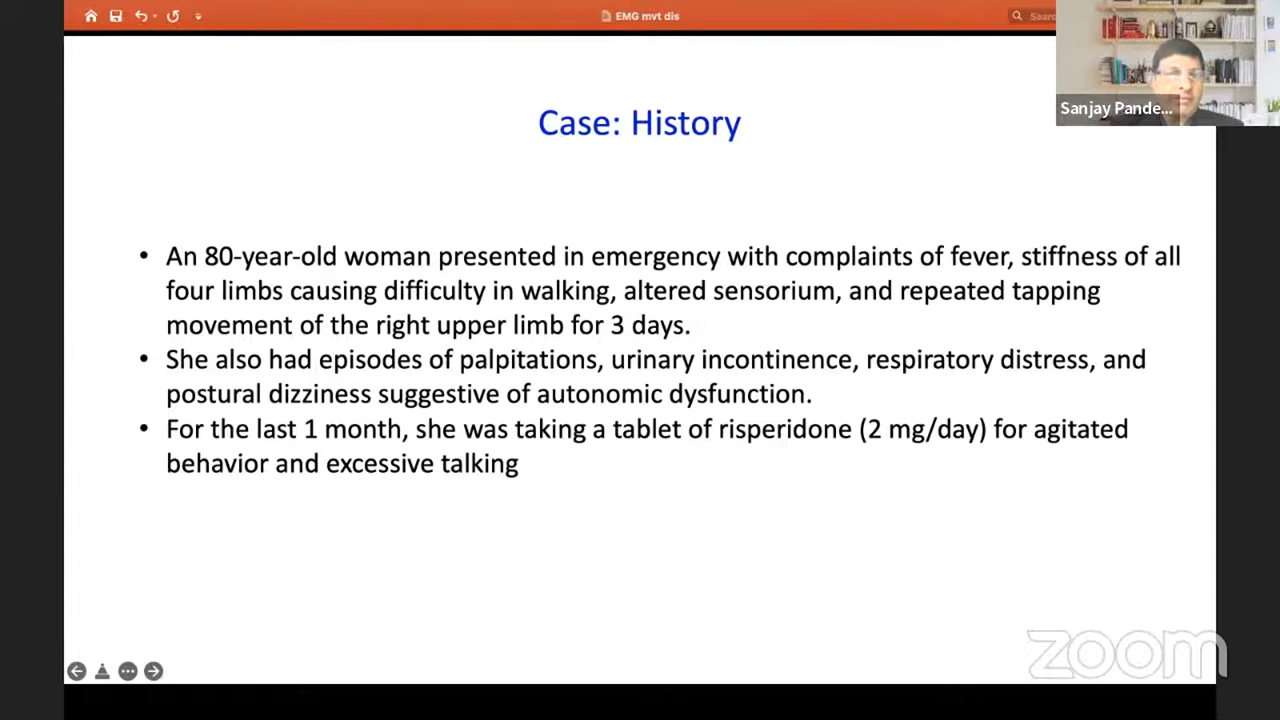 EMG mvt dis
Sear
Sanjay Pande...
Case: History
• An 80-year-old woman presented in emergency with complaints of fever, stiffness of all
four limbs causing difficulty in walking, altered sensorium, and repeated tapping
movement of the right upper limb for 3 days.
• She also had episodes of palpitations, urinary incontinence, respiratory distress, and
postural dizziness suggestive of autonomic dysfunction.
• For the last 1 month, she was taking a tablet of risperidone (2 mg/day) for agitated
behavior and excessive talking
zoom